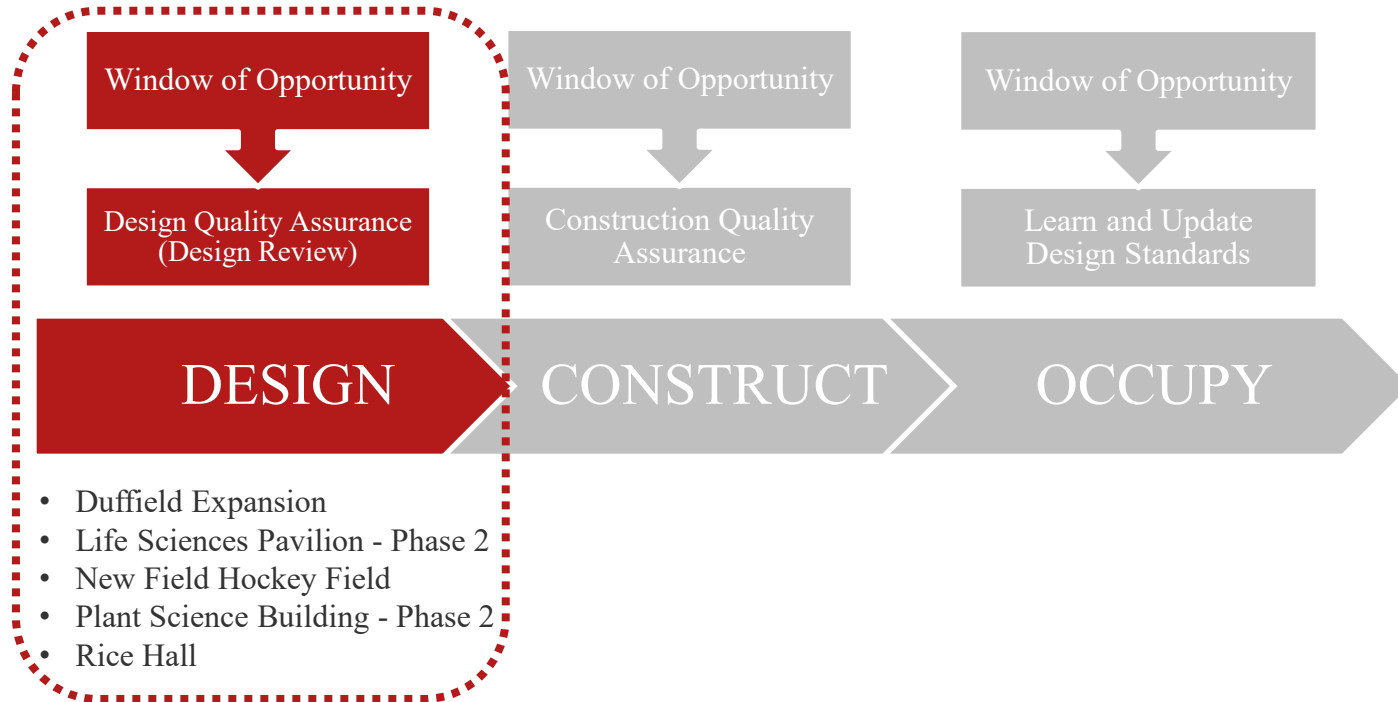 Window of Opportunity
Design Quality Assurance
(Design Review)
Window of Opportunity
Construction Quality
Assurance
Window of Opportunity
Learn and Update
Design Standards
DESIGN
CONSTRUCT
OCCUPY
• Duffield Expansion
• Life Sciences Pavilion - Phase 2
• New Field Hockey Field
• Plant Science Building - Phase 2
• Rice Hall